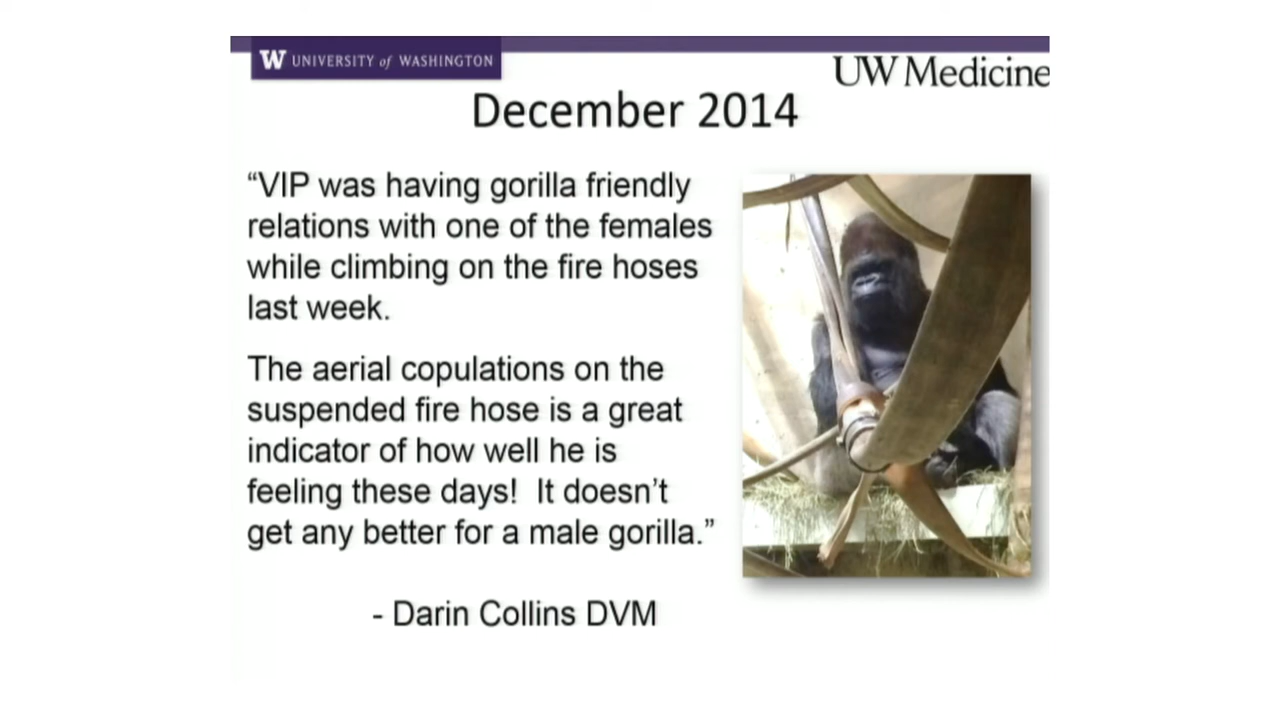 W UNIVERSITY of WASHINGTON
UW Medicine
December 2014
“VIP was having gorilla friendly
relations with one of the females
while climbing on the fire hoses
last week.
The aerial copulations on the
suspended fire hose is a great
indicator of how well he is
feeling these days!  It doesn’t
get any better for a male gorilla.”
- Darin Collins DVM